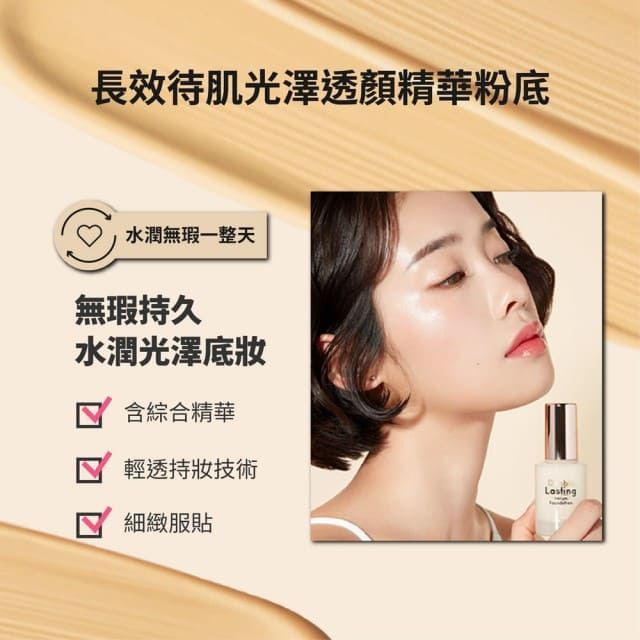 長效待肌光澤透顏精華粉底
水潤無瑕一整天
無瑕持久
水潤光澤底妝
含綜合精華
輕透持妝技術
細緻服貼
Lasting
Serum
Foundation